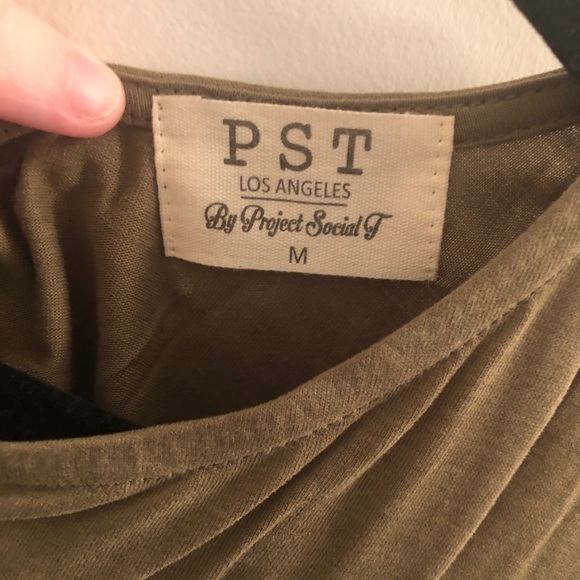 PST
LOS ANGELES
By Project Social T
M